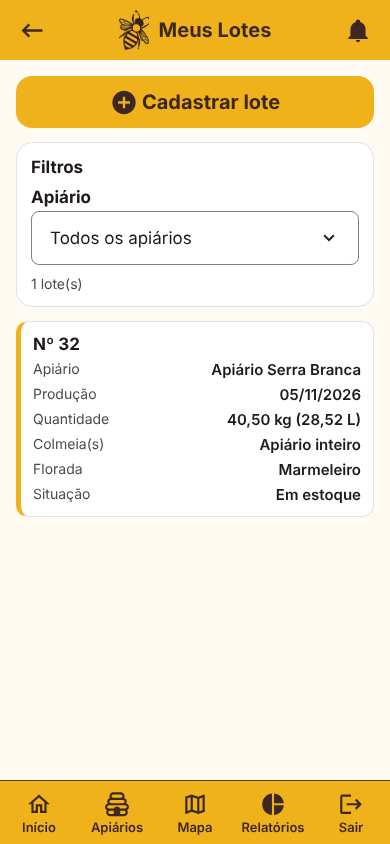 Meus Lotes
Cadastrar lote
Filtros
Apiário
Todos os apiários
1 lote(s)
Nº 32
Apiário Apiário Serra Branca
Produção 05/11/2026
Quantidade 40,50 kg (28,52 L)
Colmeia(s) Apiário inteiro
Florada Marmeleiro
Situação Em estoque
Início Apiários Mapa Relatórios Sair